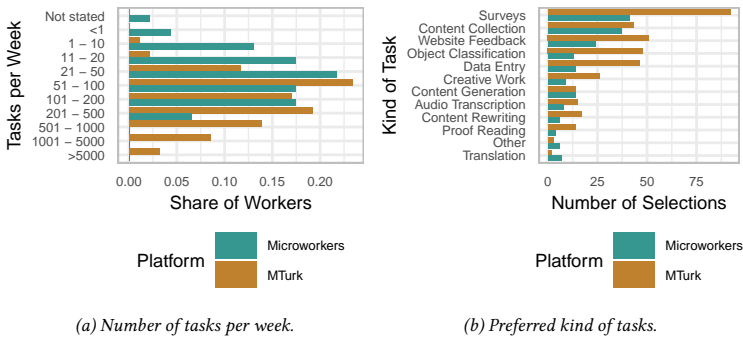 Tasks per Week
Not stated
<1
1 – 10
11 – 20
21 – 50
51 – 100
101 – 200
201 – 500
501 – 1000
1001 – 5000
>5000
0.00 0.05 0.10 0.15 0.20
Share of Workers
Platform
Microworkers
MTurk
(a) Number of tasks per week.
Kind of Task
Surveys
Content Collection
Website Feedback
Object Classification
Data Entry
Creative Work
Content Generation
Audio Transcription
Content Rewriting
Proof Reading
Other
Translation
0 25 50 75
Number of Selections
Platform
Microworkers
MTurk
(b) Preferred kind of tasks.